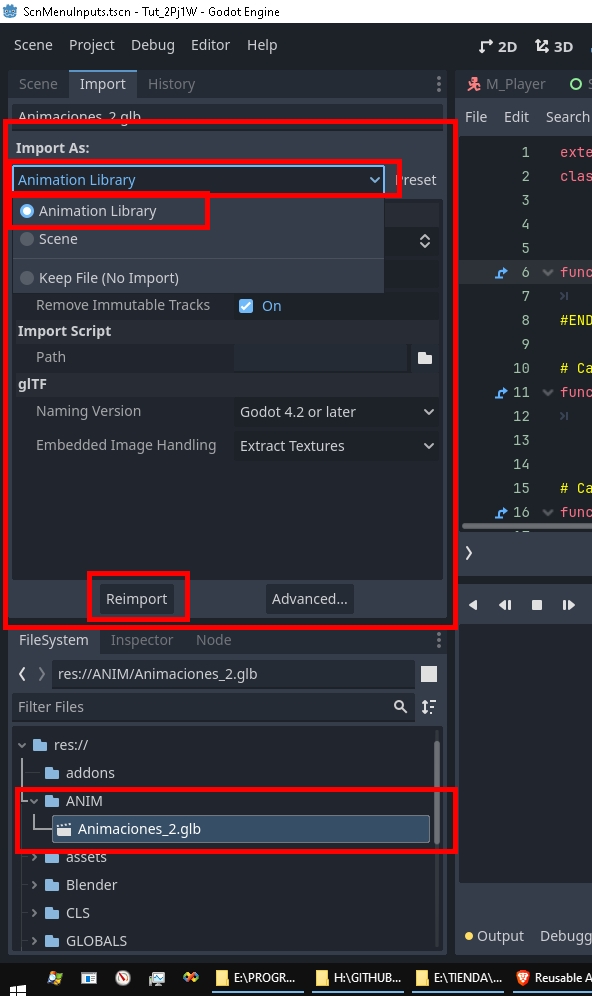 ScnMenuInputs.tscn - Tut_2Pj1W - Godot Engine
Scene Project Debug Editor Help 2D 3D
Scene Import History M_Player
Animaciones_2.glb
File Edit Search
Import As:
Animation Library Preset
Animation Library
Scene
Keep File (No Import)
Remove Immutable Tracks On
Import Script
Path
glTF
Naming Version Godot 4.2 or later
Embedded Image Handling Extract Textures
Reimport Advanced...
1 exte
2 clas
3
4
5
6 func
7
8 #END
9
10 # Ca
11 func
12
13
14
15 # Ca
16 func
FileSystem Inspector Node
res://ANIM/Animaciones_2.glb
Filter Files
res://
addons
ANIM
Animaciones_2.glb
assets
Blender
CLS
GLOBALS
Output Debugg
E:\PROGR... H:\GITHUB... E:\TIENDA\... Reusable A